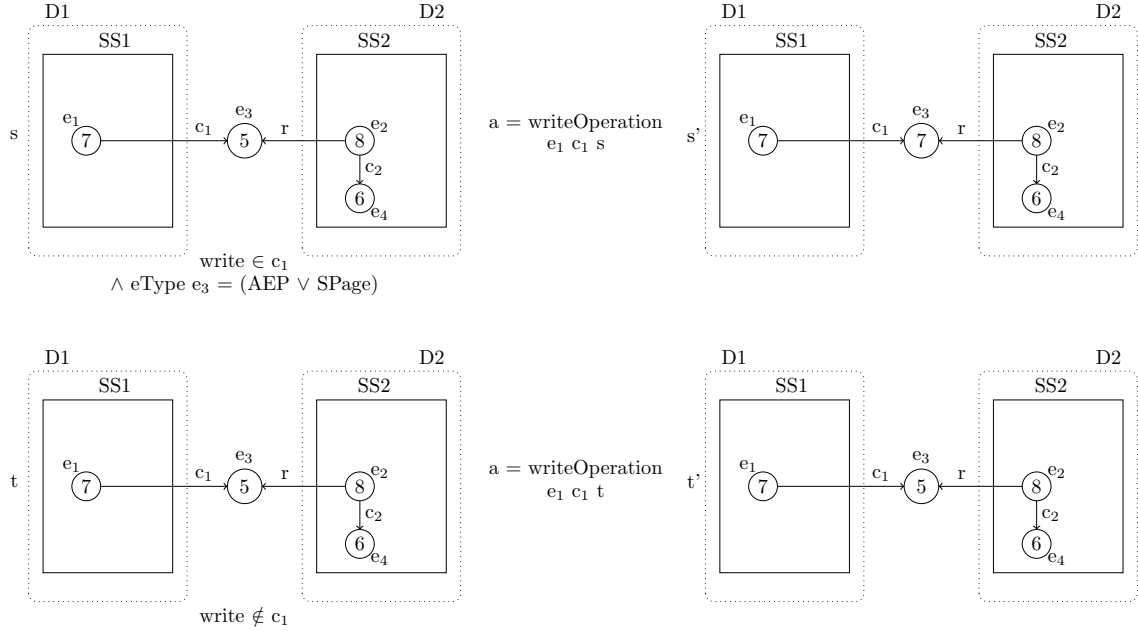 D1 D2 D1 D2
SS1 SS2 SS1 SS2
s e₁ 7 c₁ e₃ 5 r 8 e₂ a = writeOperation s' e₁ 7 c₁ e₃ 7 r 8 e₂
e₁ c₁ s
c₂ c₂
6 e₄ 6 e₄
write ∈ c₁
∧ eType e₃ = (AEP ∨ SPage)
D1 D2 D1 D2
SS1 SS2 SS1 SS2
t e₁ 7 c₁ e₃ 5 r 8 e₂ a = writeOperation t' e₁ 7 c₁ e₃ 5 r 8 e₂
e₁ c₁ t
c₂ c₂
6 e₄ 6 e₄
write ∉ c₁